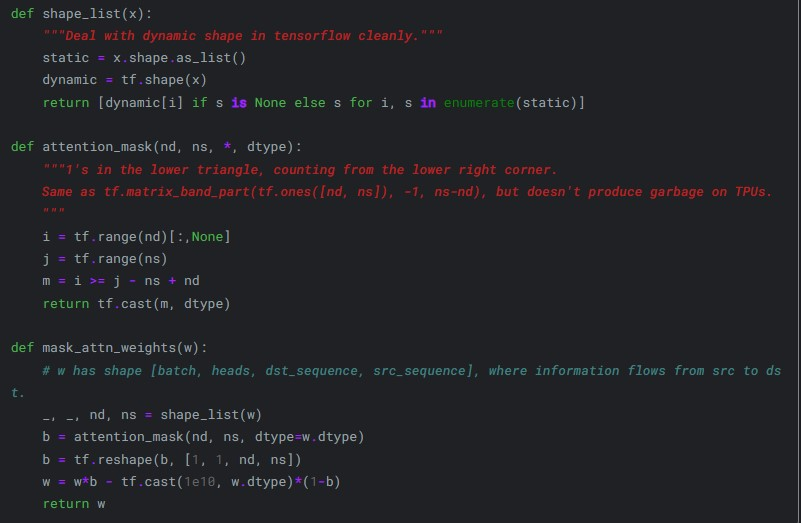 def shape_list(x):
    """Deal with dynamic shape in tensorflow cleanly."""
    static = x.shape.as_list()
    dynamic = tf.shape(x)
    return [dynamic[i] if s is None else s for i, s in enumerate(static)]

def attention_mask(nd, ns, *, dtype):
    """1's in the lower triangle, counting from the lower right corner.
    Same as tf.matrix_band_part(tf.ones([nd, ns]), -1, ns-nd), but doesn't produce garbage on TPUs.
    """
    i = tf.range(nd)[:,None]
    j = tf.range(ns)
    m = i >= j - ns + nd
    return tf.cast(m, dtype)

def mask_attn_weights(w):
    # w has shape [batch, heads, dst_sequence, src_sequence], where information flows from src to ds
t.
    _, _, nd, ns = shape_list(w)
    b = attention_mask(nd, ns, dtype=w.dtype)
    b = tf.reshape(b, [1, 1, nd, ns])
    w = w*b - tf.cast(1e10, w.dtype)*(1-b)
    return w